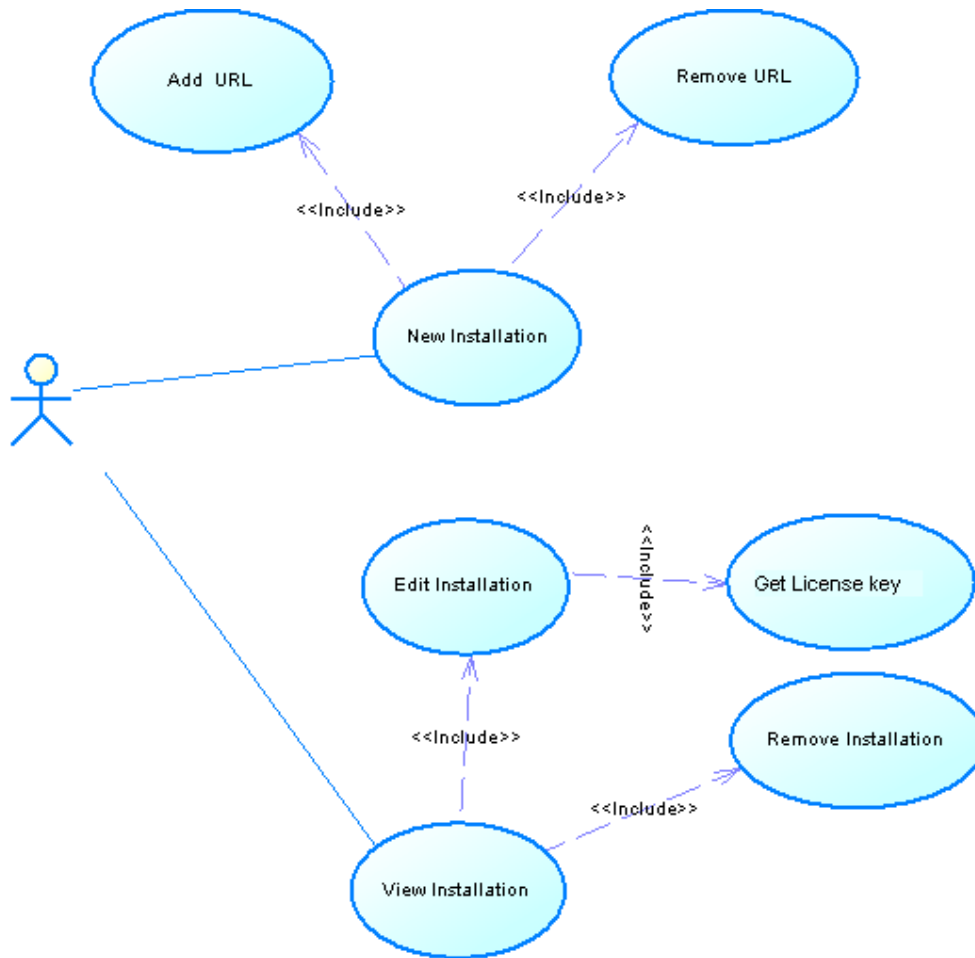 Add URL
Remove URL
<<Include>>
<<Include>>
New Installation
Edit Installation
<<Include>>
Get License key
<<Include>>
Remove Installation
<<Include>>
View Installation